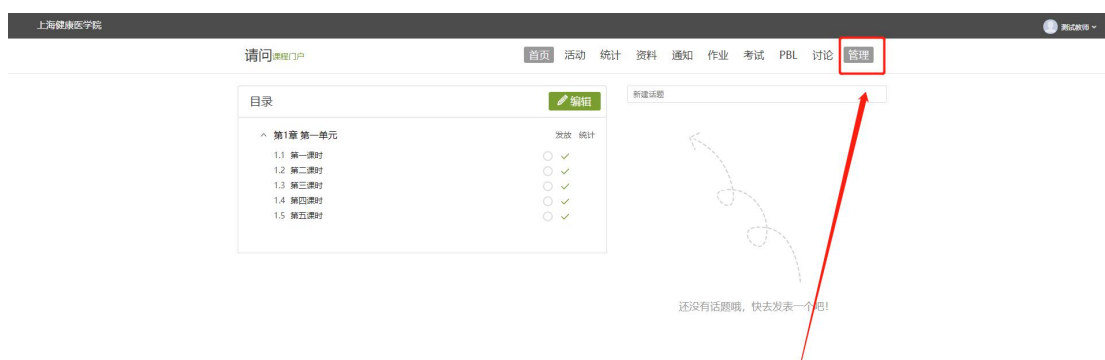 上海健康医学院
测试教师
请问课程门户
首页 活动 统计 资料 通知 作业 考试 PBL 讨论 管理
目录
编辑
新建话题
第1章 第一单元
发放 统计
1.1 第一课时
1.2 第二课时
1.3 第三课时
1.4 第四课时
1.5 第五课时
还没有话题哦，快去发表一个吧！